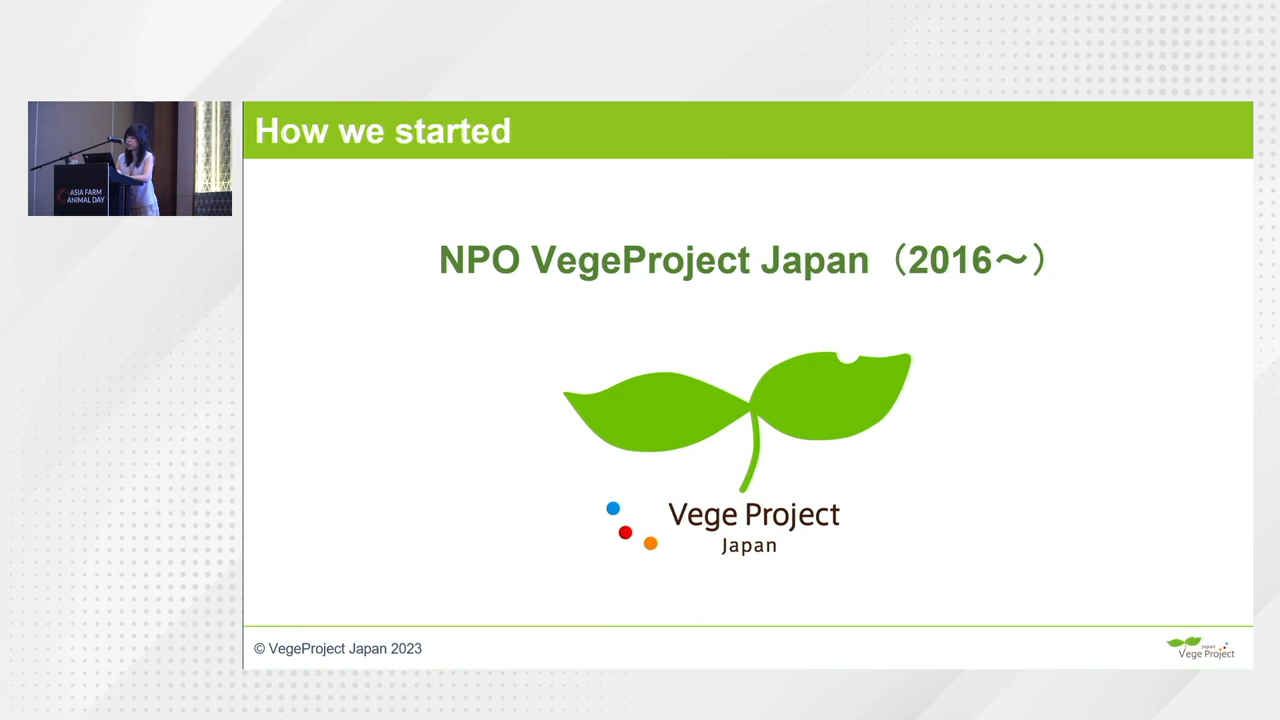 How we started
ASIA FARM
ANIMAL DAY
NPO VegeProject Japan（2016～）
Vege Project
Japan
© VegeProject Japan 2023
Japan
Vege Project